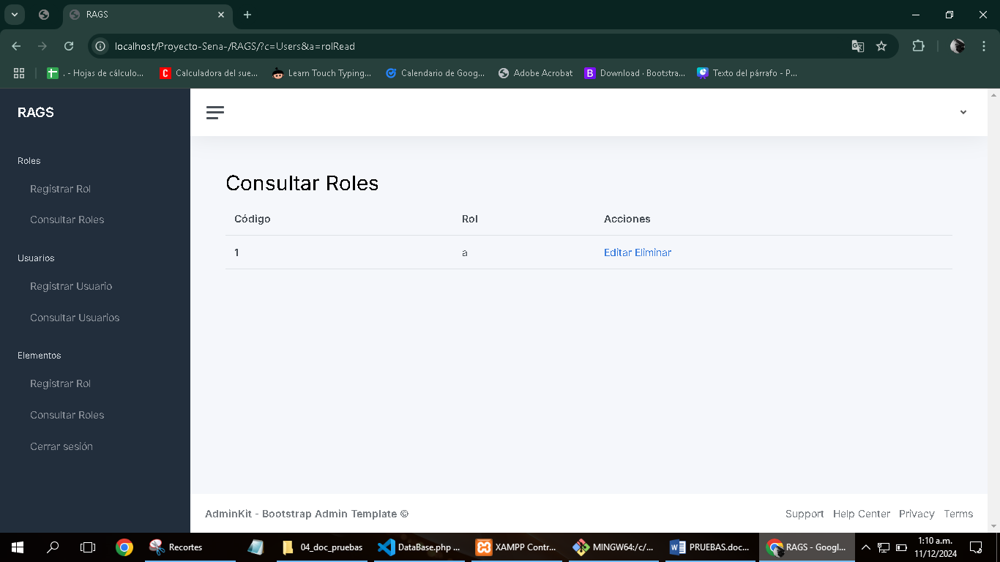 RAGS
localhost/Proyecto-Sena-/RAGS/?c=Users&a=rolRead
. - Hojas de cálculo...
Calculadora del sue...
Learn Touch Typing...
Calendario de Goog...
Adobe Acrobat
Download · Bootstra...
Texto del párrafo - P...
RAGS
Roles
Registrar Rol
Consultar Roles
Usuarios
Registrar Usuario
Consultar Usuarios
Elementos
Registrar Rol
Consultar Roles
Cerrar sesión
Consultar Roles
Código Rol Acciones
1 a Editar Eliminar
AdminKit - Bootstrap Admin Template ©
Support Help Center Privacy Terms
Recortes
04_doc_pruebas
DataBase.php ...
XAMPP Contr...
MINGW64:/c/...
PRUEBAS.doc...
RAGS - Googl...
1:10 a.m.
11/12/2024